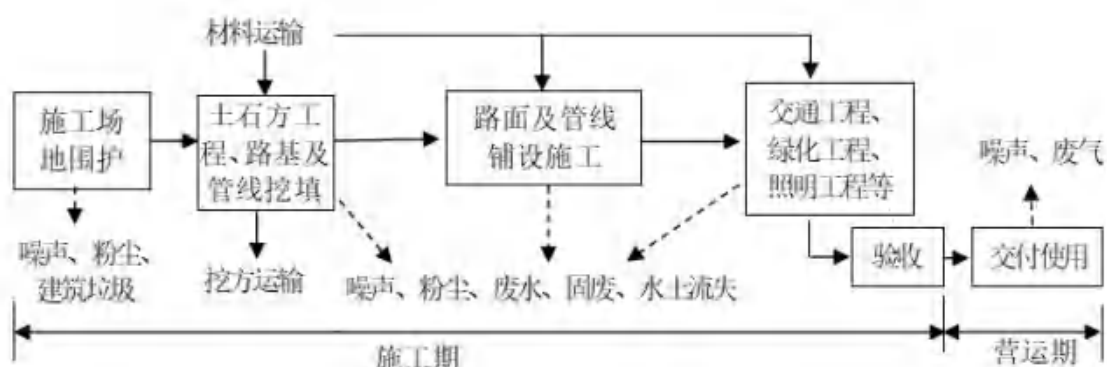 材料运输
施工场
地围护
土石方工
程、路基及
管线挖填
路面及管线
铺设施工
交通工程、
绿化工程、
照明工程等
噪声、废气
验收
交付使用
噪声、粉尘、
建筑垃圾
挖方运输
噪声、粉尘、废水、固废、水土流失
施工期
营运期